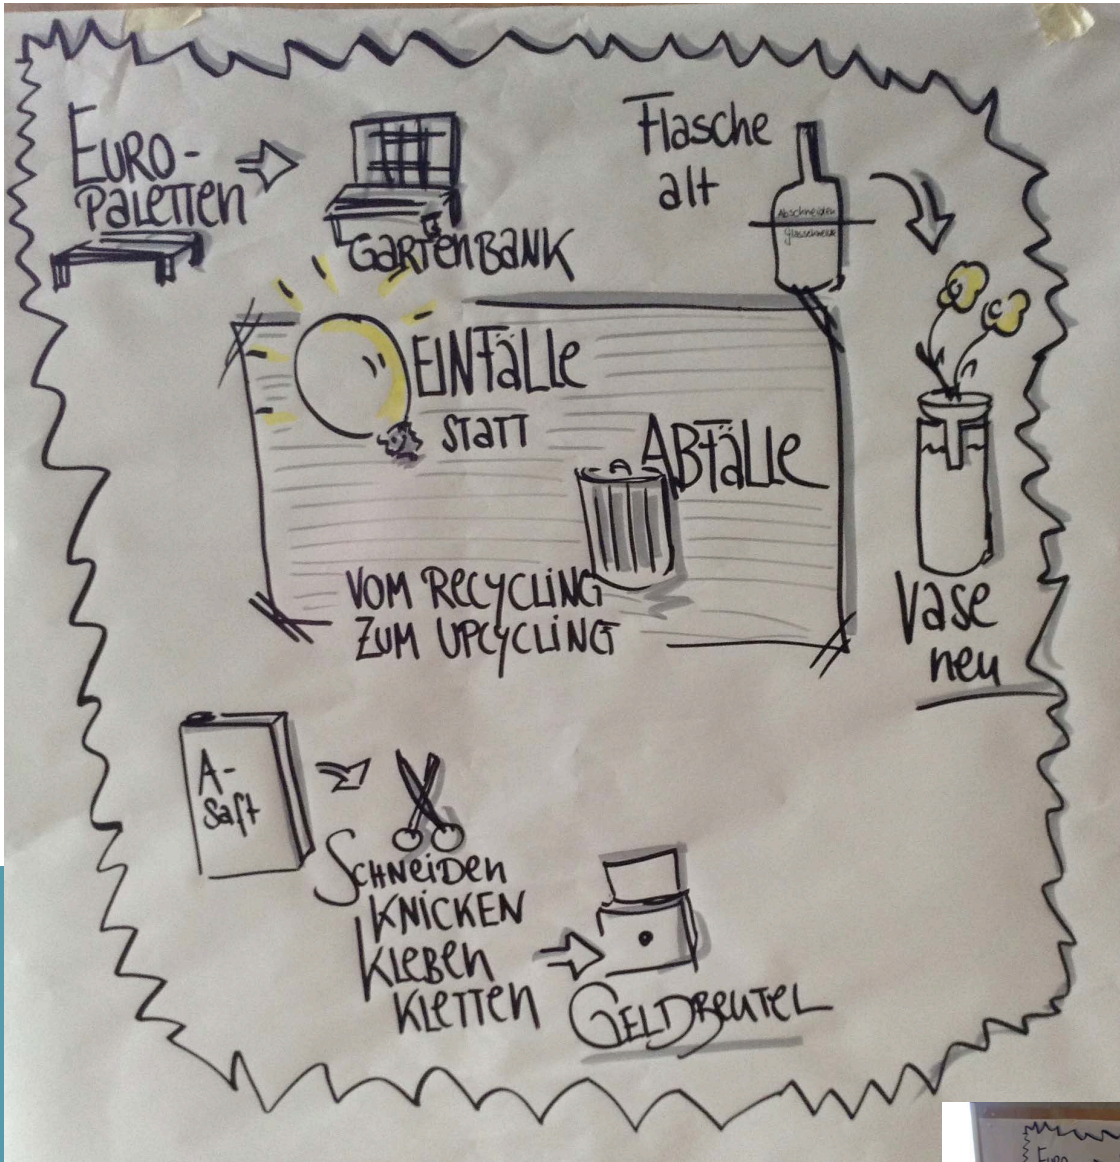 EURO-
PALETTEN
GARTENBANK
Flasche
alt
Abschneiden
EINFÄLLE
STATT
ABFÄLLE
VOM RECYCLING
ZUM UPCYCLING
Vase
neu
A-
Saft
SCHNEIDEN
KNICKEN
KLEBEN
KLETTEN
GELDBEUTEL